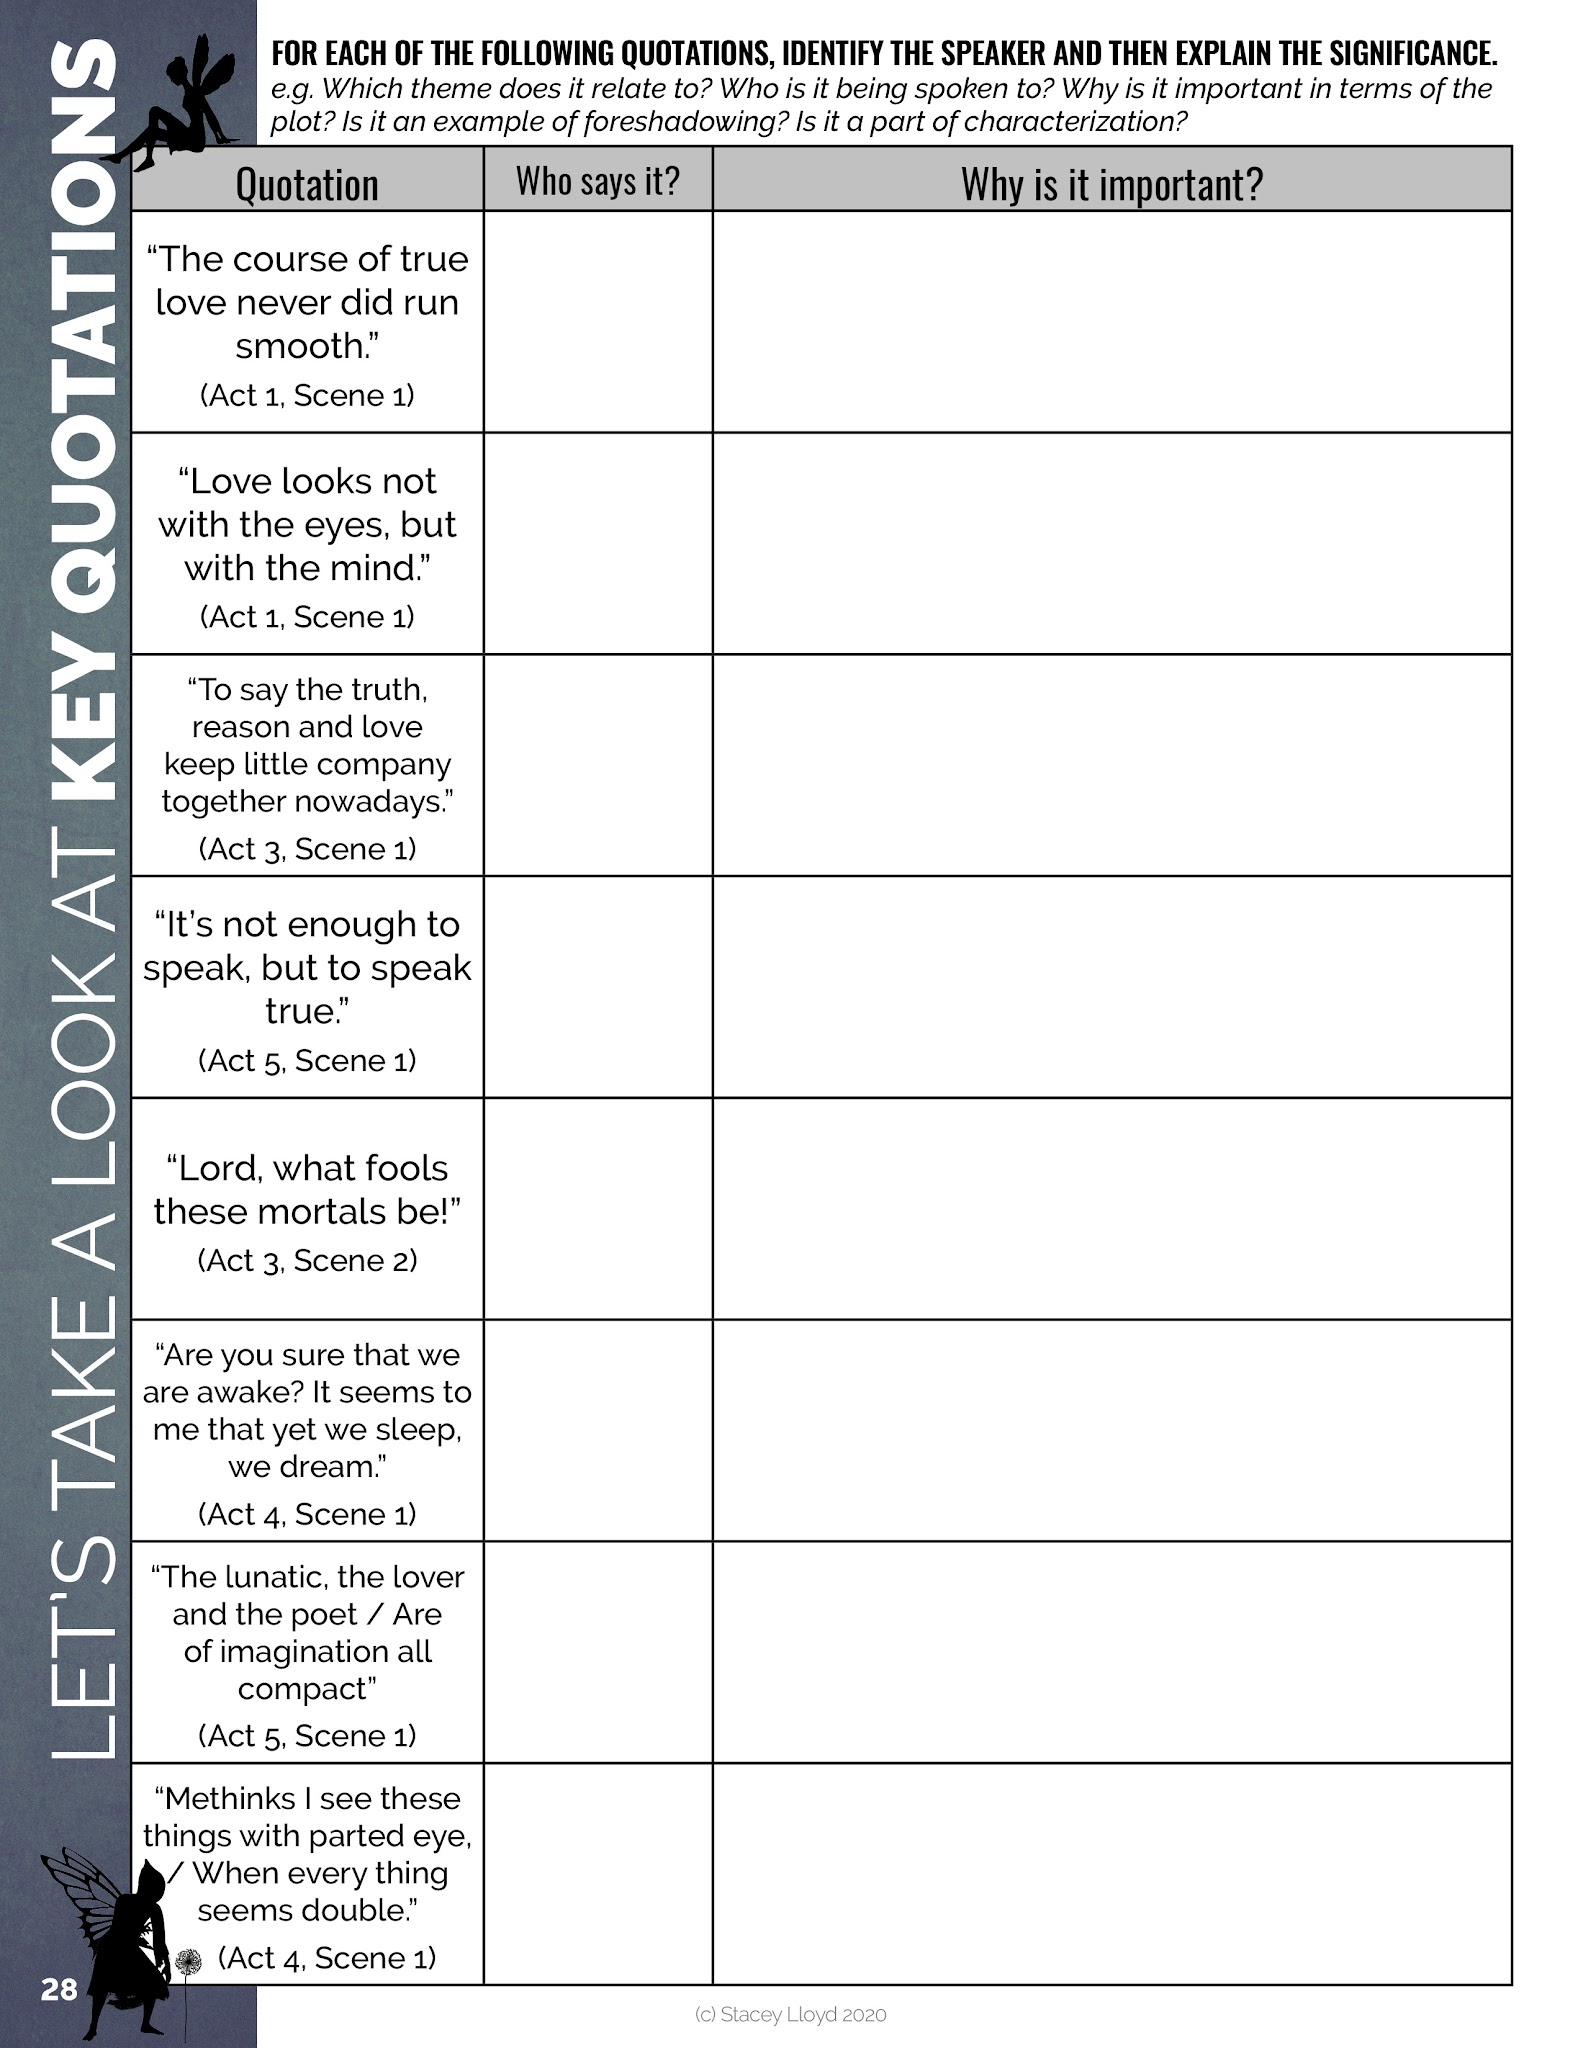 LET'S TAKE A LOOK AT KEY QUOTATIONS
FOR EACH OF THE FOLLOWING QUOTATIONS, IDENTIFY THE SPEAKER AND THEN EXPLAIN THE SIGNIFICANCE.
e.g. Which theme does it relate to? Who is it being spoken to? Why is it important in terms of the
plot? Is it an example of foreshadowing? Is it a part of characterization?
Quotation
Who says it?
Why is it important?
“The course of true
love never did run
smooth.”
(Act 1, Scene 1)
“Love looks not
with the eyes, but
with the mind.”
(Act 1, Scene 1)
“To say the truth,
reason and love
keep little company
together nowadays.”
(Act 3, Scene 1)
“It’s not enough to
speak, but to speak
true.”
(Act 5, Scene 1)
“Lord, what fools
these mortals be!”
(Act 3, Scene 2)
“Are you sure that we
are awake? It seems to
me that yet we sleep,
we dream.”
(Act 4, Scene 1)
“The lunatic, the lover
and the poet / Are
of imagination all
compact”
(Act 5, Scene 1)
“Methinks I see these
things with parted eye,
/ When every thing
seems double.”
(Act 4, Scene 1)
28
(c) Stacey Lloyd 2020